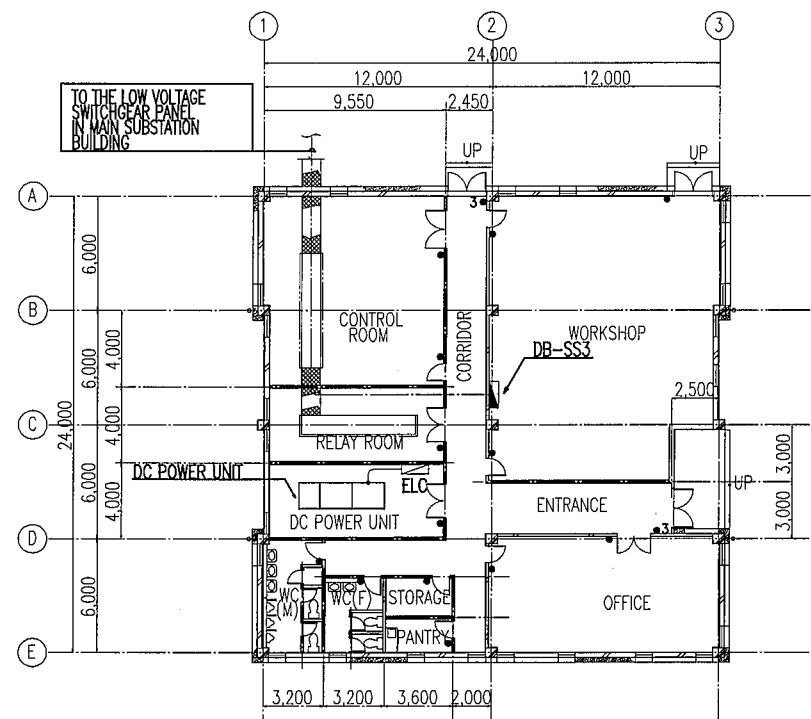 1
2
3
24,000
12,000
12,000
9,550
2,450
TO THE LOW VOLTAGE
SWITCHGEAR PANEL
IN MAIN SUBSTATION
BUILDING
UP
UP
A
3
6,000
B
CONTROL
ROOM
CORRIDOR
WORKSHOP
DB-SS3
6,000
4,000
2,500
24,000
C
4,000
RELAY ROOM
3,000
DC POWER UNIT
ELC
UP
6,000
4,000
DC POWER UNIT
ENTRANCE
3,000
3
D
WC
(M)
WC(F)
STORAGE
OFFICE
6,000
PANTRY
E
3,200
3,200
3,600
2,000